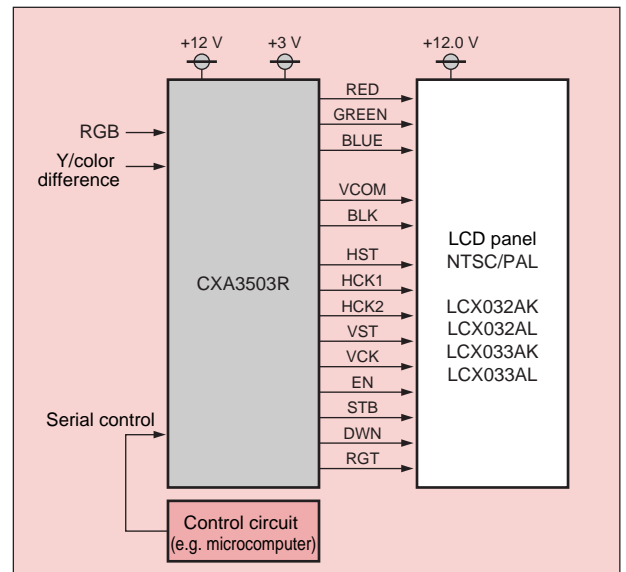 +12 V
+3 V
+12.0 V
RGB
Y/color
difference
CXA3503R
RED
GREEN
BLUE
VCOM
BLK
HST
HCK1
HCK2
VST
VCK
EN
STB
DWN
RGT
LCD panel
NTSC/PAL
LCX032AK
LCX032AL
LCX033AK
LCX033AL
Serial control
Control circuit
(e.g. microcomputer)